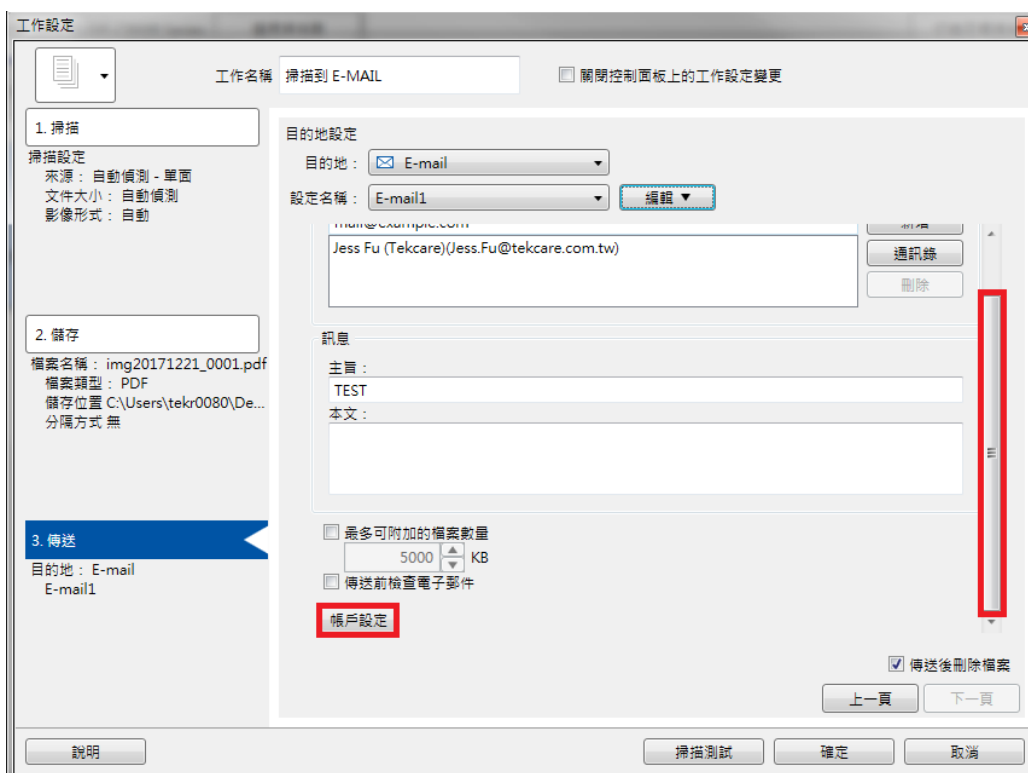 工作設定
工作名稱 掃描到 E-MAIL
關閉控制面板上的工作設定變更
1. 掃描
掃描設定
來源： 自動偵測 - 單面
文件大小： 自動偵測
影像形式： 自動
2. 儲存
檔案名稱： img20171221_0001.pdf
檔案類型： PDF
儲存位置 C:\Users\tekr0080\De...
分隔方式 無
3. 傳送
目的地： E-mail
E-mail1
目的地設定
目的地： E-mail
設定名稱： E-mail1 編輯 ▼
mail@example.com 新增
Jess Fu (Tekcare)(Jess.Fu@tekcare.com.tw) 通訊錄
刪除
訊息
主旨：
TEST
本文：
最多可附加的檔案數量
5000 KB
傳送前檢查電子郵件
帳戶設定
傳送後刪除檔案
上一頁 下一頁
說明 掃描測試 確定 取消